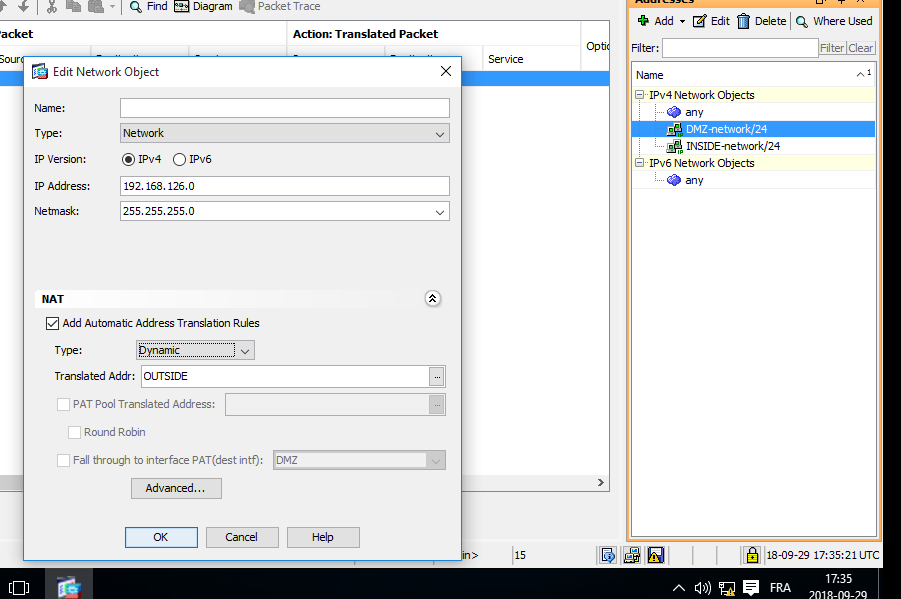 Find Diagram Packet Trace
acket Action: Translated Packet
Sour Service Optio
Edit Network Object
Name:
Type: Network
IP Version: IPv4 IPv6
IP Address: 192.168.126.0
Netmask: 255.255.255.0
NAT
Add Automatic Address Translation Rules
Type: Dynamic
Translated Addr: OUTSIDE ...
PAT Pool Translated Address: ...
Round Robin
Fall through to interface PAT(dest intf): DMZ
Advanced...
OK Cancel Help
Addresses
Add Edit Delete Where Used
Filter: Filter Clear
Name 1
IPv4 Network Objects
any
DMZ-network/24
INSIDE-network/24
IPv6 Network Objects
any
in> 15 18-09-29 17:35:21 UTC
FRA 17:35
2018-09-29